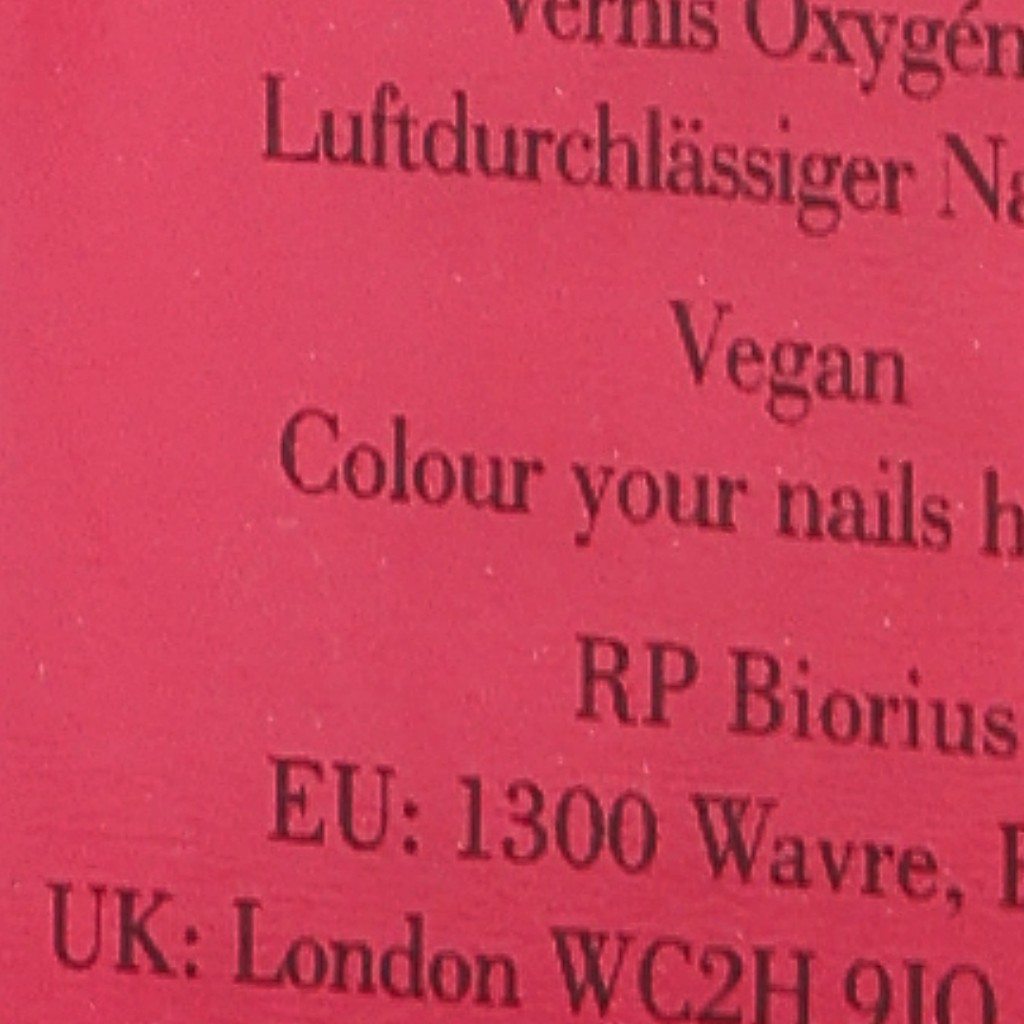 Vernis Oxygén
Luftdurchlässiger Na
Vegan
Colour your nails h
RP Biorius
EU: 1300 Wavre,
UK: London WC2H 9JQ